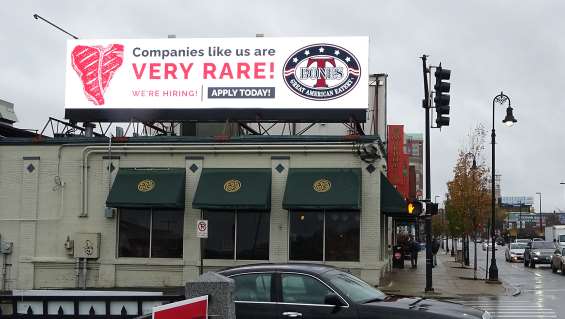 Companies like us are
VERY RARE!
WE'RE HIRING! APPLY TODAY!
T
BONES
GREAT AMERICAN EATERY